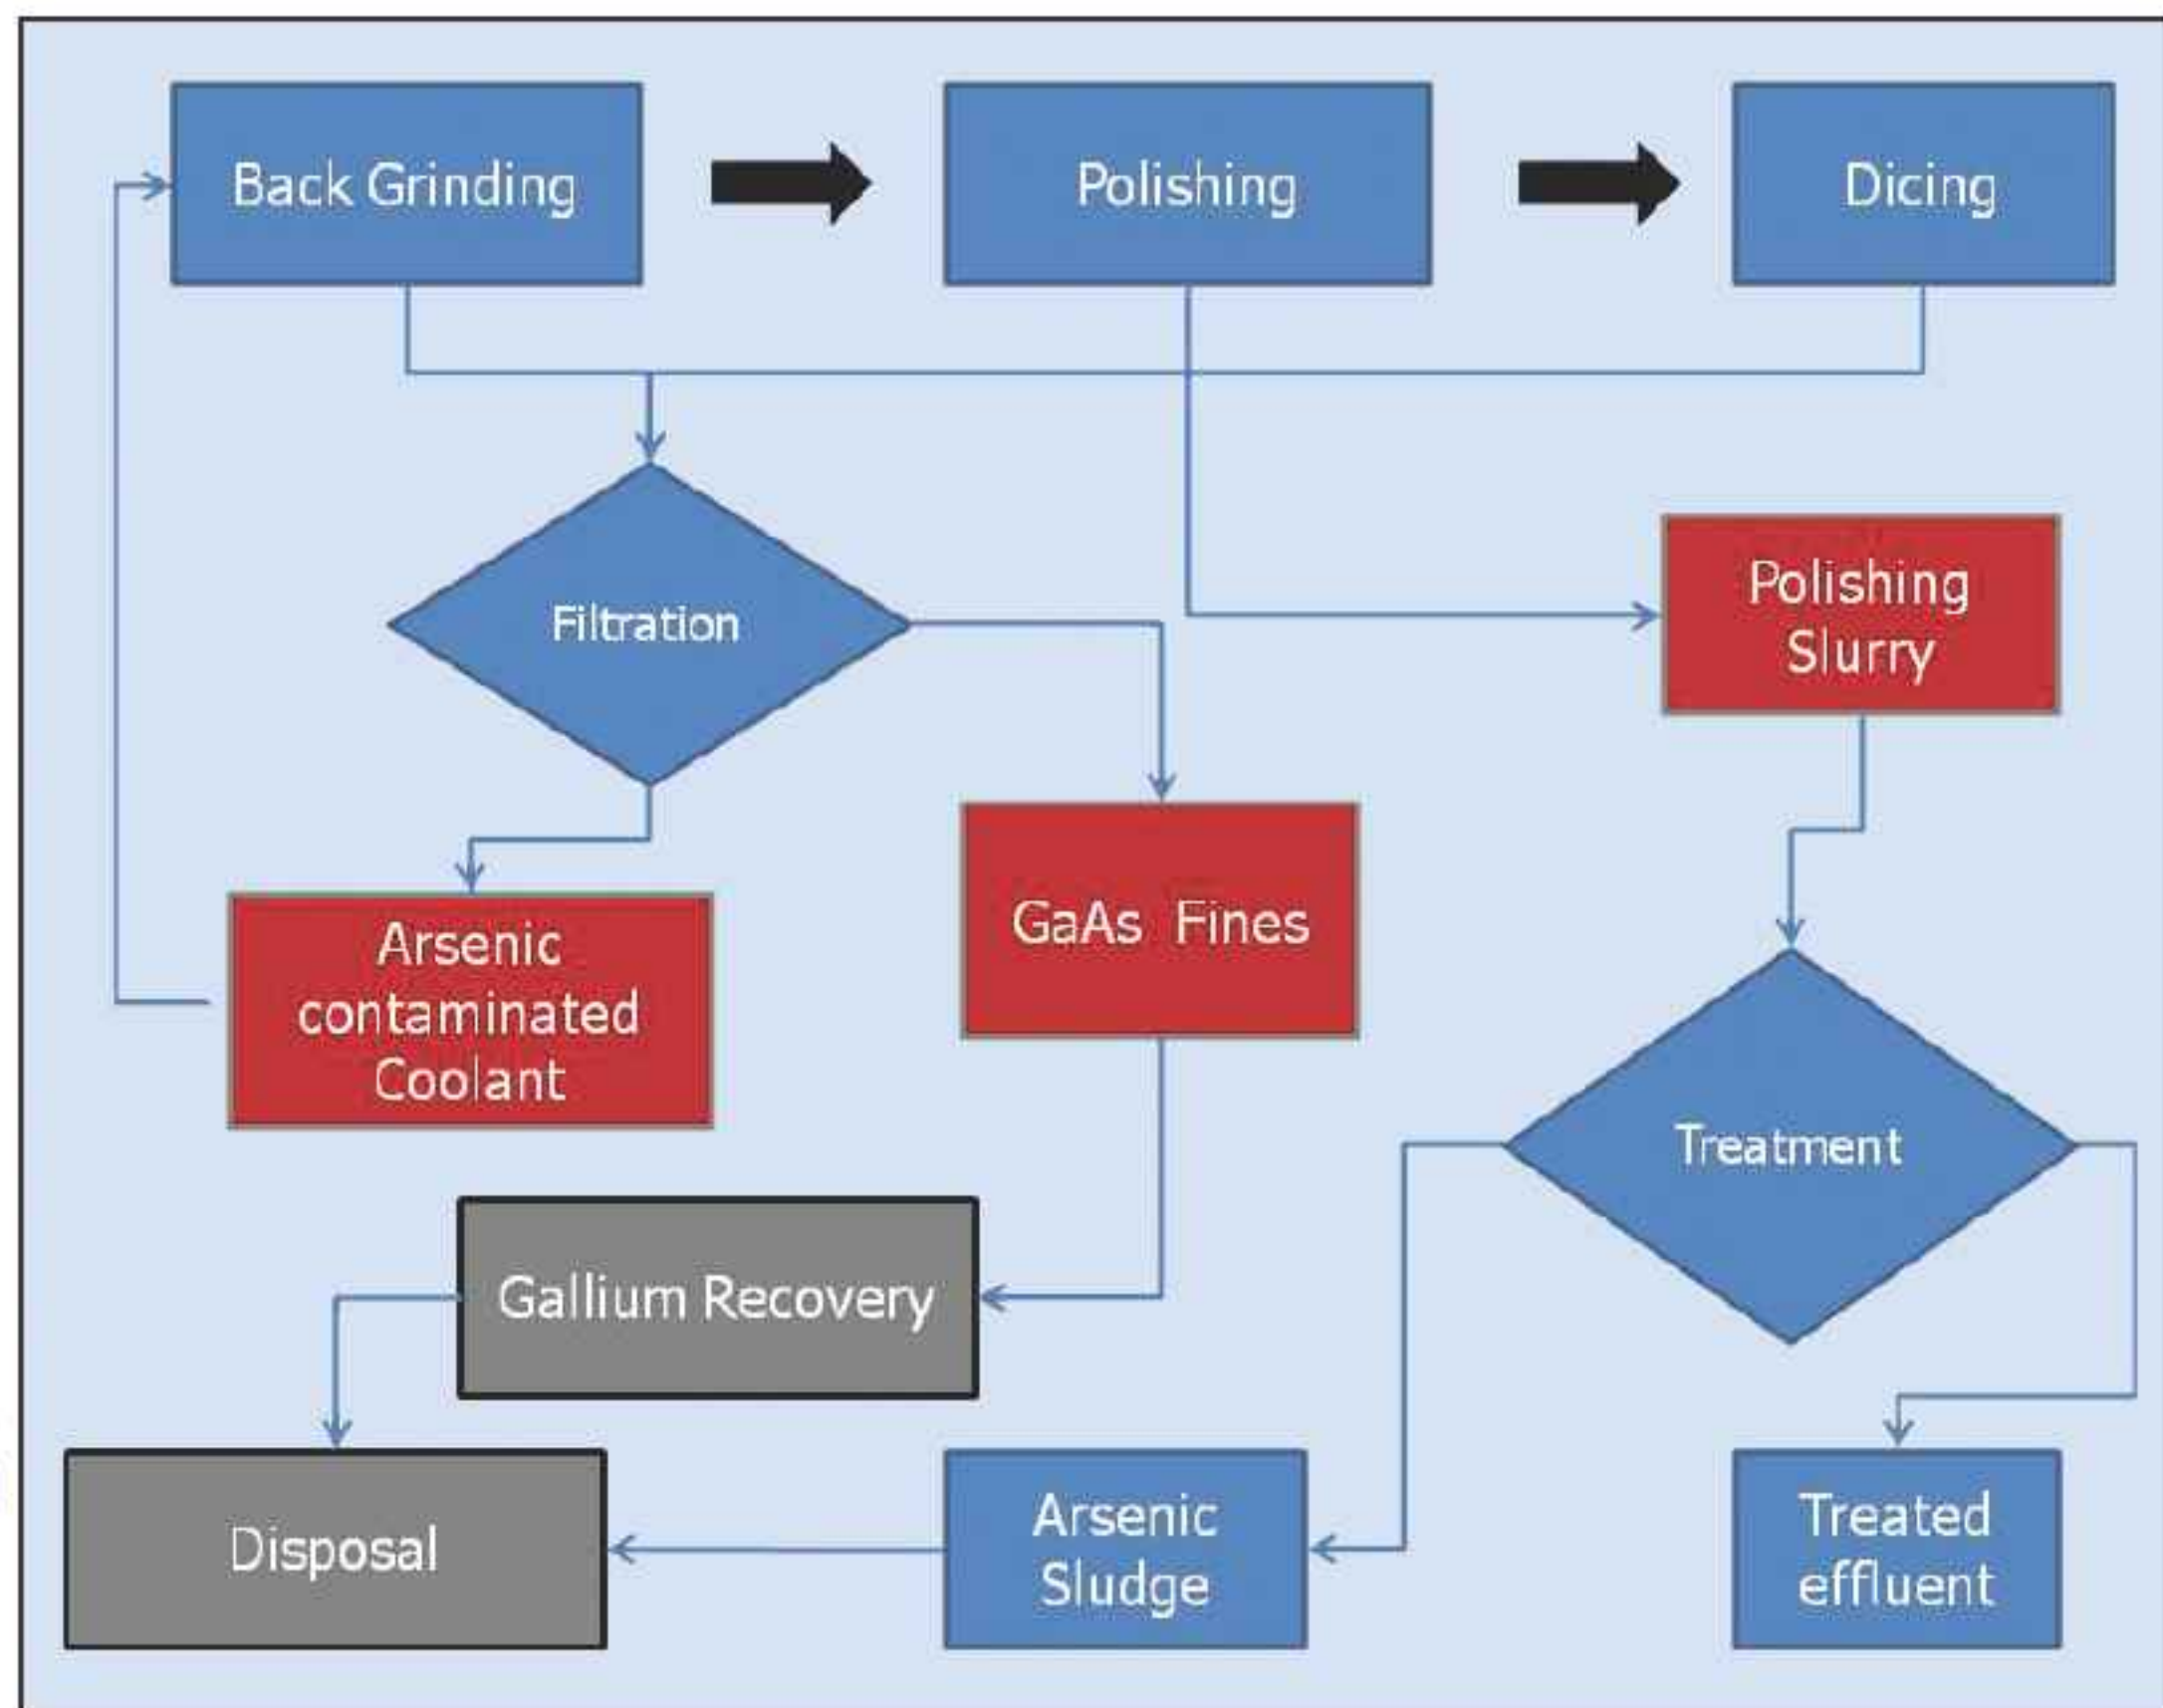 Back Grinding
Polishing
Dicing
Filtration
Polishing
Slurry
Arsenic
contaminated
Coolant
GaAs Fines
Treatment
Gallium Recovery
Disposal
Arsenic
Sludge
Treated
effluent